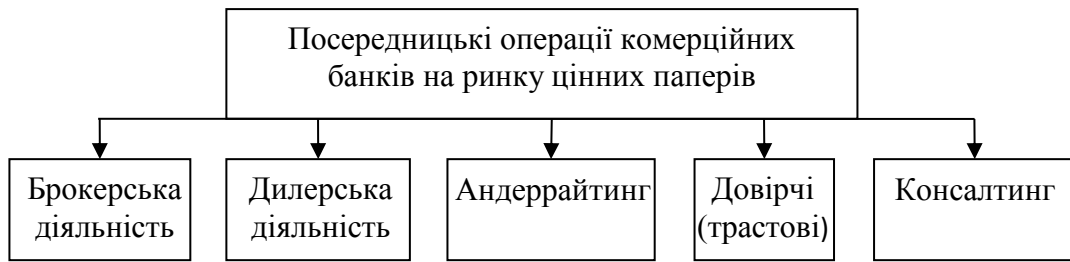 Посередницькі операції комерційних
банків на ринку цінних паперів
Брокерська
діяльність
Дилерська
діяльність
Андеррайтинг
Довірчі
(трастові)
Консалтинг